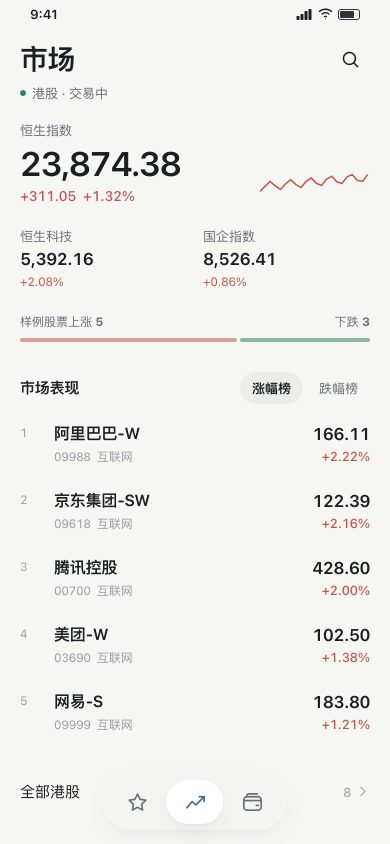 9:41
市场
港股 · 交易中
恒生指数
23,874.38
+311.05 +1.32%
恒生科技 国企指数
5,392.16 8,526.41
+2.08% +0.86%
样例股票上涨 5 下跌 3
市场表现 涨幅榜 跌幅榜
1 阿里巴巴-W 166.11
09988 互联网 +2.22%
2 京东集团-SW 122.39
09618 互联网 +2.16%
3 腾讯控股 428.60
00700 互联网 +2.00%
4 美团-W 102.50
03690 互联网 +1.38%
5 网易-S 183.80
09999 互联网 +1.21%
全部港股 8